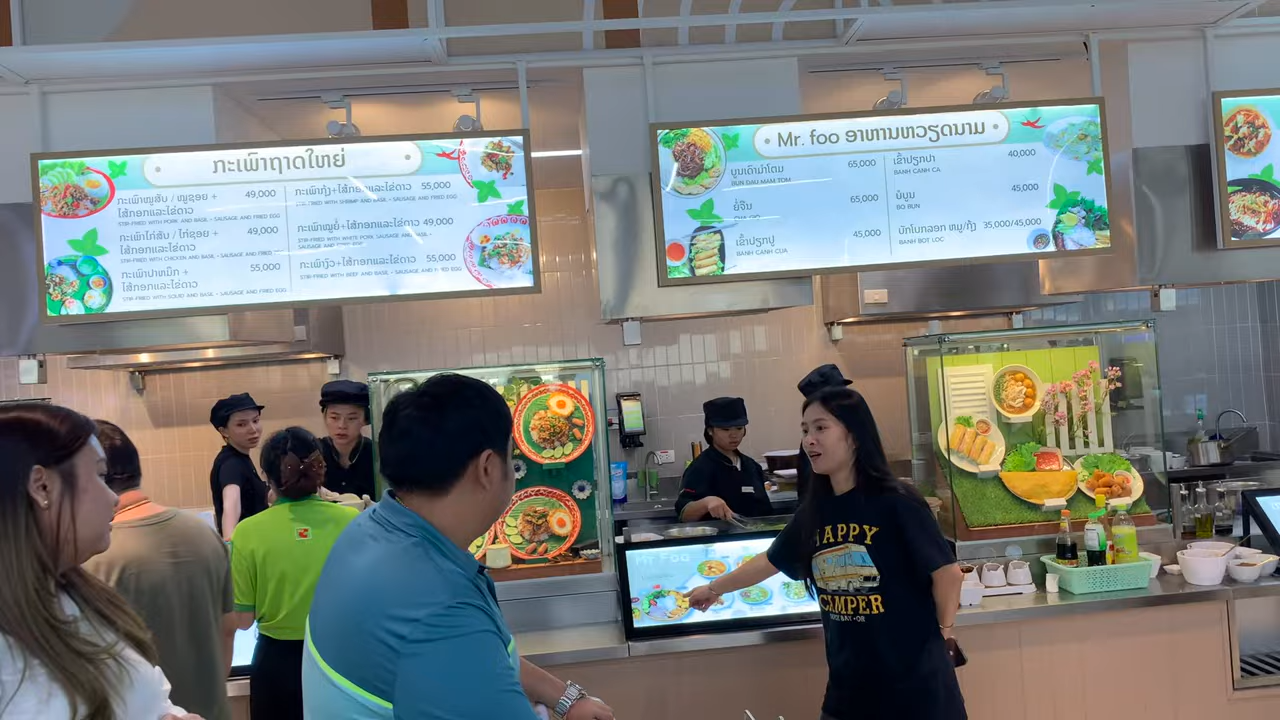 ກະເພົາຖາດໃຫຍ່
ກະເພົາໝູສັບ / ໝູຊອຍ +
ໄສ້ກອກແລະໄຂ່ດາວ
49,000
STIR-FRIED WITH PORK AND BASIL - SAUSAGE AND FRIED EGG
ກະເພົາໄກ່ສັບ / ໄກ່ຊອຍ +
ໄສ້ກອກແລະໄຂ່ດາວ
49,000
STIR-FRIED WITH CHICKEN AND BASIL - SAUSAGE AND FRIED EGG
ກະເພົາປາຫມຶກ +
ໄສ້ກອກແລະໄຂ່ດາວ
55,000
STIR-FRIED WITH SQUID AND BASIL - SAUSAGE AND FRIED EGG
ກະເພົາກຸ້ງ+ໄສ້ກອກແລະໄຂ່ດາວ 55,000
STIR-FRIED WITH SHRIMP AND BASIL - SAUSAGE AND FRIED EGG
ກະເພົາໝູຍໍ້+ໄສ້ກອກແລະໄຂ່ດາວ 49,000
STIR-FRIED WITH WHITE PORK SAUSAGE AND BASIL -
SAUSAGE AND FRIED EGG
ກະເພົາງົວ+ໄສ້ກອກແລະໄຂ່ດາວ 55,000
STIR-FRIED WITH BEEF AND BASIL - SAUSAGE AND FRIED EGG
Mr. foo ອາຫານຫວຽດນາມ
ບູນເດົາມໍາໂຕມ 65,000
BUN DAU MAM TOM
ຍໍ່ຈືນ 65,000
CHA GIO
ເຂົ້າປຽກປູ 45,000
BANH CANH CUA
ເຂົ້າປຽກປາ 40,000
BANH CANH CA
ບໍ່ບູນ 45,000
BO BUN
ບັກໂບກລອຍ ຫມູ/ກຸ້ງ 35,000/45,000
BANH BOT LOC
Mr Foo
HAPPY
CAMPER